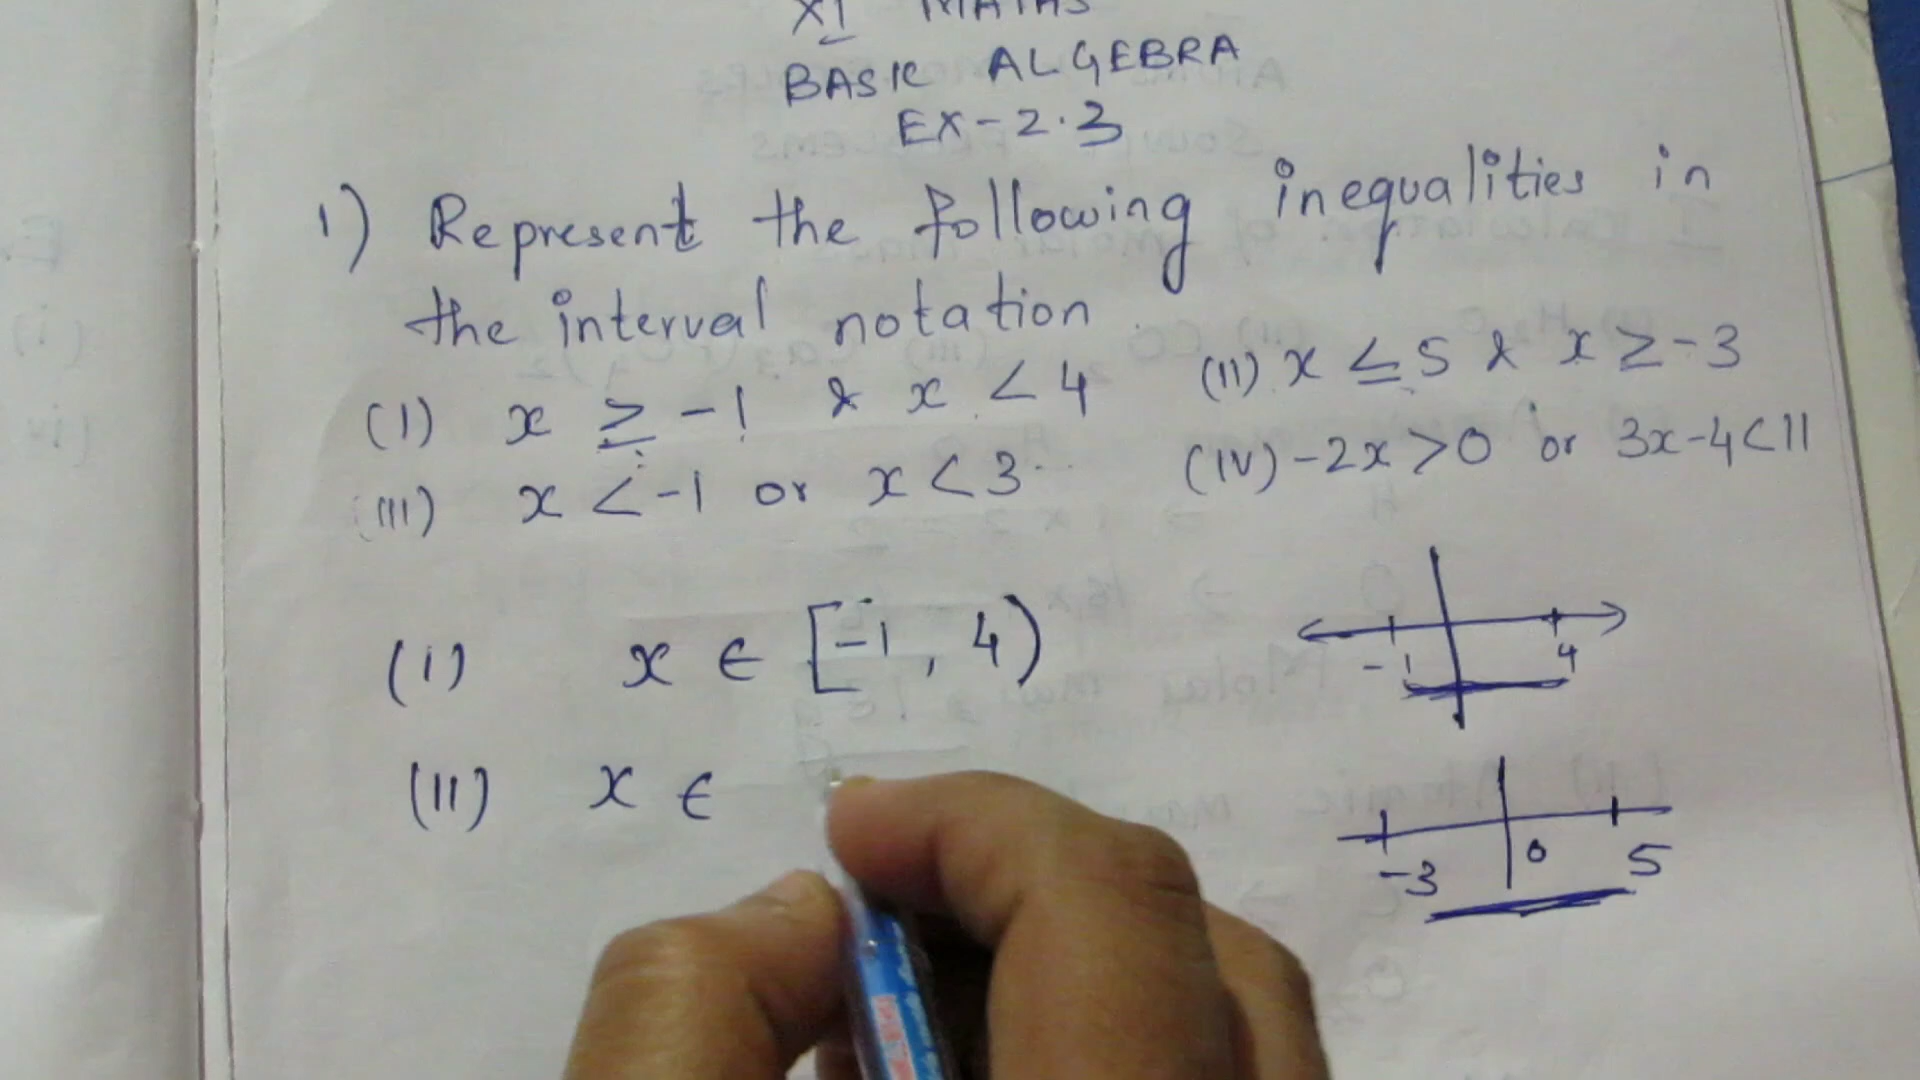 XI MATHS
BASIC ALGEBRA
EX-2.3
1) Represent the following inequalities in
the interval notation
(I) x ≥ -1 & x < 4 (II) x ≤ 5 & x ≥ -3
(III) x < -1 or x < 3 (IV) -2x > 0 or 3x-4 < 11
(I) x ∈ [-1, 4)
-1 4
(II) x ∈
-3 0 5